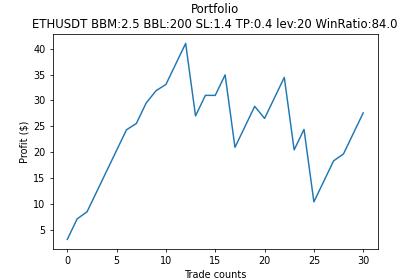 Portfolio
ETHUSDT BBM:2.5 BBL:200 SL:1.4 TP:0.4 lev:20 WinRatio:84.0
40
35
30
25
20
15
10
5
Profit ($)
0 5 10 15 20 25 30
Trade counts